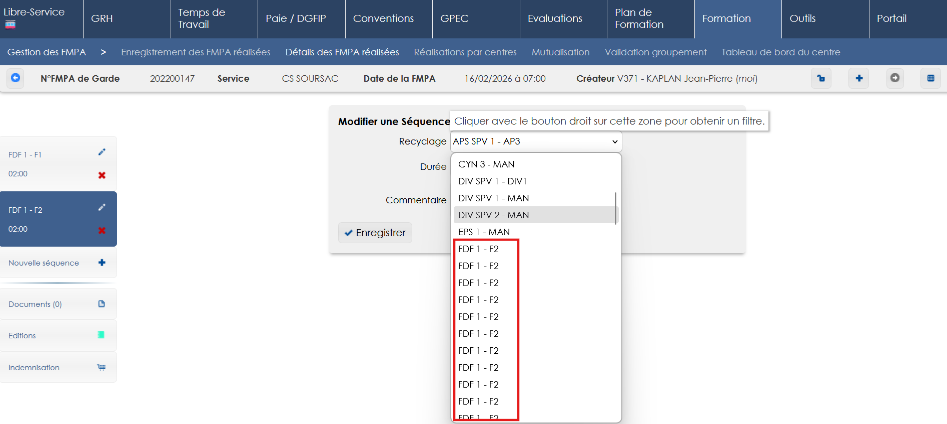 Libre-Service
GRH
Temps de Travail
Paie / DGFIP
Conventions
GPEC
Evaluations
Plan de Formation
Formation
Outils
Portail
Gestion des FMPA > Enregistrement des FMPA réalisées Détails des FMPA réalisées Réalisations par centres Mutualisation Validation groupement Tableau de bord du centre
N°FMPA de Garde 202200147 Service CS SOURSAC Date de la FMPA 16/02/2026 à 07:00 Créateur V371 - KAPLAN Jean-Pierre (moi)
FDF 1 - F1
02:00
FDF 1 - F2
02:00
Nouvelle séquence
Documents (0)
Editions
Indemnisation
Modifier une Séquence
Cliquer avec le bouton droit sur cette zone pour obtenir un filtre.
Recyclage APS SPV 1 - AP3
Durée
Commentaire
Enregistrer
CYN 3 - MAN
DIV SPV 1 - DIV1
DIV SPV 1 - MAN
DIV SPV 2 - MAN
EPS 1 - MAN
FDF 1 - F2
FDF 1 - F2
FDF 1 - F2
FDF 1 - F2
FDF 1 - F2
FDF 1 - F2
FDF 1 - F2
FDF 1 - F2
FDF 1 - F2
FDF 1 - F2
FDF 1 - F2